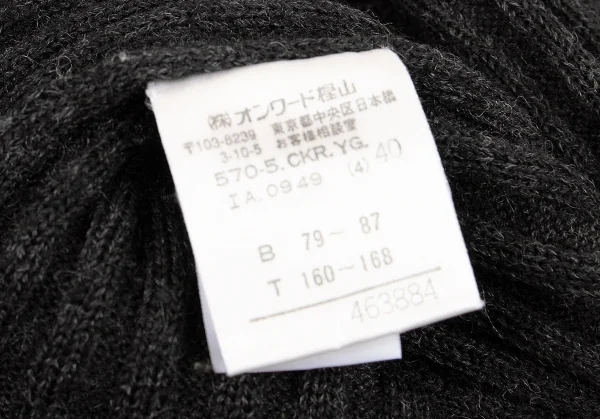 (株)オンワード樫山
〒103-8239 東京都中央区日本橋
3-10-5 お客様相談室
570-5.CKR.YG.
IA.0949 (4) 40
B 79-87
T 160-168
463884